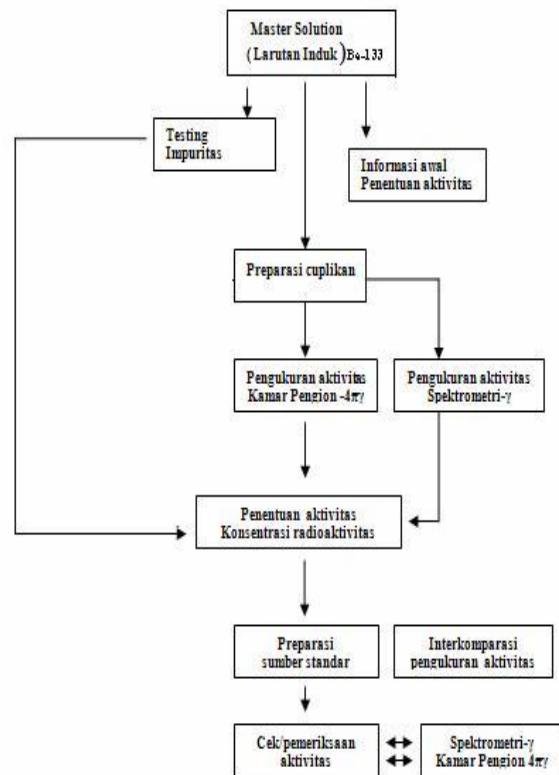 Master Solution
(Larutan Induk)Ba-133
Testing
Impuritas
Informasi awal
Penentuan aktivitas
Preparasi cuplikan
Pengukuran aktivitas
Kamar Pengion -4πγ
Pengukuran aktivitas
Spektrometri-γ
Penentuan aktivitas
Konsentrasi radioaktivitas
Preparasi
sumber standar
Interkomparasi
pengukuran aktivitas
Cek/pemeriksaan
aktivitas
Spektrometri-γ
Kamar Pengion 4πγ